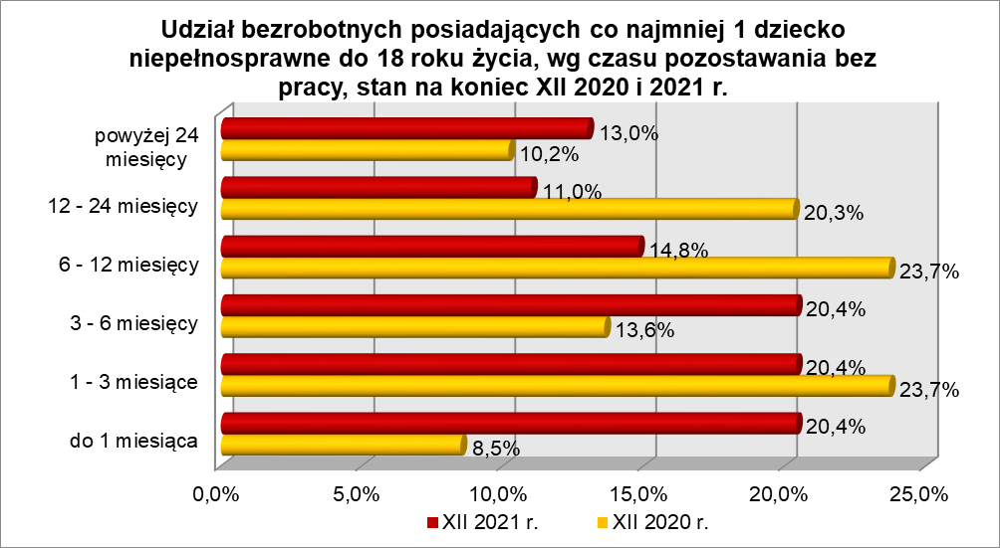 Udział bezrobotnych posiadających co najmniej 1 dziecko
niepełnosprawne do 18 roku życia, wg czasu pozostawania bez
pracy, stan na koniec XII 2020 i 2021 r.
powyżej 24
miesięcy
13,0%
10,2%
12 - 24 miesięcy
11,0%
20,3%
6 - 12 miesięcy
14,8%
23,7%
3 - 6 miesięcy
20,4%
13,6%
1 - 3 miesiące
20,4%
23,7%
do 1 miesiąca
20,4%
8,5%
0,0% 5,0% 10,0% 15,0% 20,0% 25,0%
XII 2021 r. XII 2020 r.